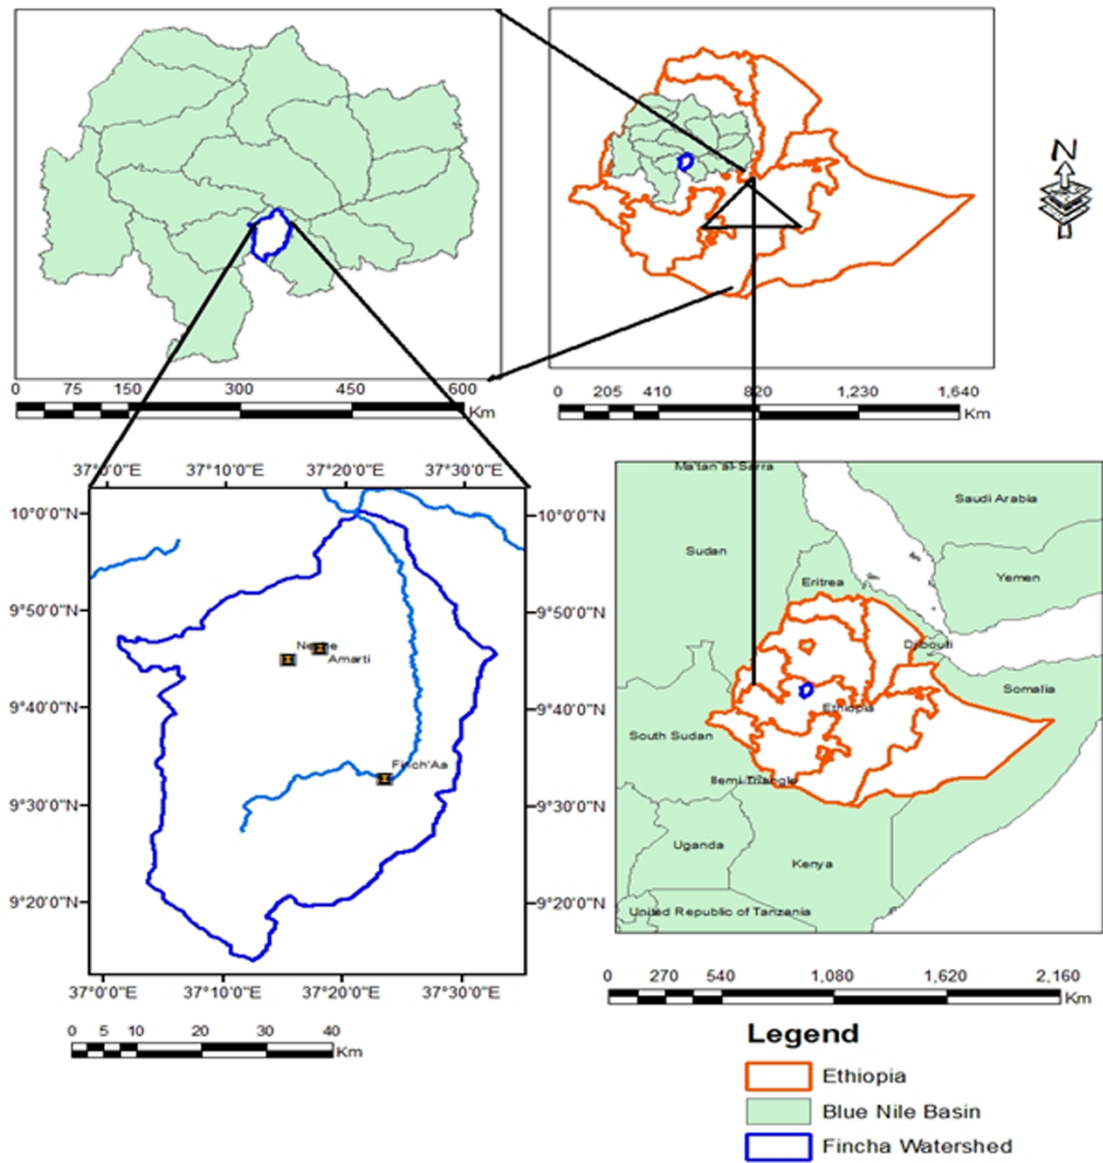 N
0 75 150 300 450 600
Km
0 205 410 820 1,230 1,640
Km
37°0'0"E 37°10'0"E 37°20'0"E 37°30'0"E
10°0'0"N
9°50'0"N
9°40'0"N
9°30'0"N
9°20'0"N
10°0'0"N
9°50'0"N
9°40'0"N
9°30'0"N
9°20'0"N
Amarti
Finch'Aa
37°0'0"E 37°10'0"E 37°20'0"E 37°30'0"E
0 5 10 20 30 40
Km
Ma'tan al-Sarra
Saudi Arabia
Sudan
Yemen
Eritrea
Djibouti
Somalia
Ethiopia
South Sudan
Ilemi Triangle
Uganda
Kenya
United Republic of Tanzania
0 270 540 1,080 1,620 2,160
Km
Legend
Ethiopia
Blue Nile Basin
Fincha Watershed